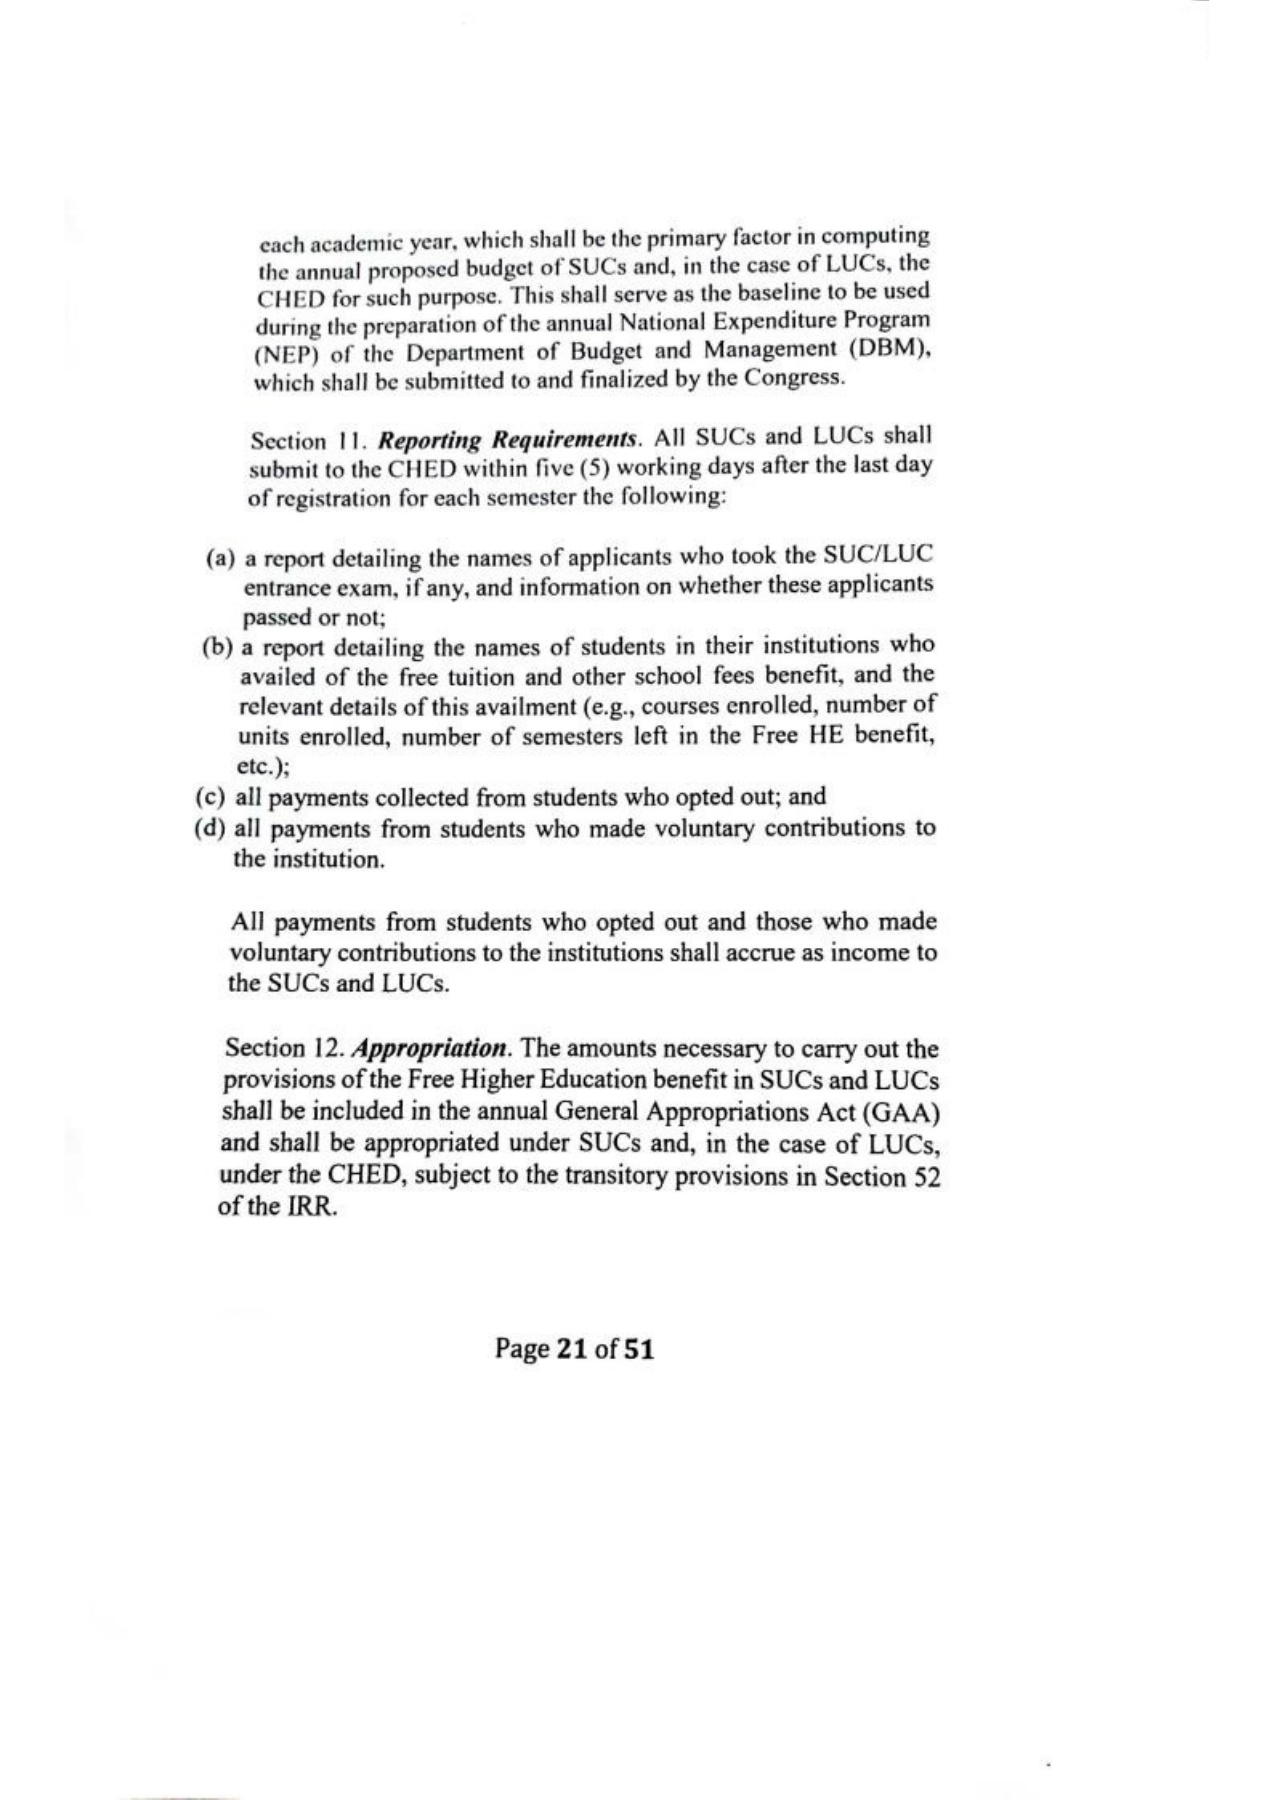 each academic year, which shall be the primary factor in computing
the annual proposed budget of SUCs and, in the case of LUCs, the
CHED for such purpose. This shall serve as the baseline to be used
during the preparation of the annual National Expenditure Program
(NEP) of the Department of Budget and Management (DBM),
which shall be submitted to and finalized by the Congress.
Section 11. Reporting Requirements. All SUCs and LUCs shall
submit to the CHED within five (5) working days after the last day
of registration for each semester the following:
(a) a report detailing the names of applicants who took the SUC/LUC
entrance exam, if any, and information on whether these applicants
passed or not;
(b) a report detailing the names of students in their institutions who
availed of the free tuition and other school fees benefit, and the
relevant details of this availment (e.g., courses enrolled, number of
units enrolled, number of semesters left in the Free HE benefit,
etc.);
(c) all payments collected from students who opted out; and
(d) all payments from students who made voluntary contributions to
the institution.
All payments from students who opted out and those who made
voluntary contributions to the institutions shall accrue as income to
the SUCs and LUCs.
Section 12. Appropriation. The amounts necessary to carry out the
provisions of the Free Higher Education benefit in SUCs and LUCs
shall be included in the annual General Appropriations Act (GAA)
and shall be appropriated under SUCs and, in the case of LUCs,
under the CHED, subject to the transitory provisions in Section 52
of the IRR.
Page 21 of 51